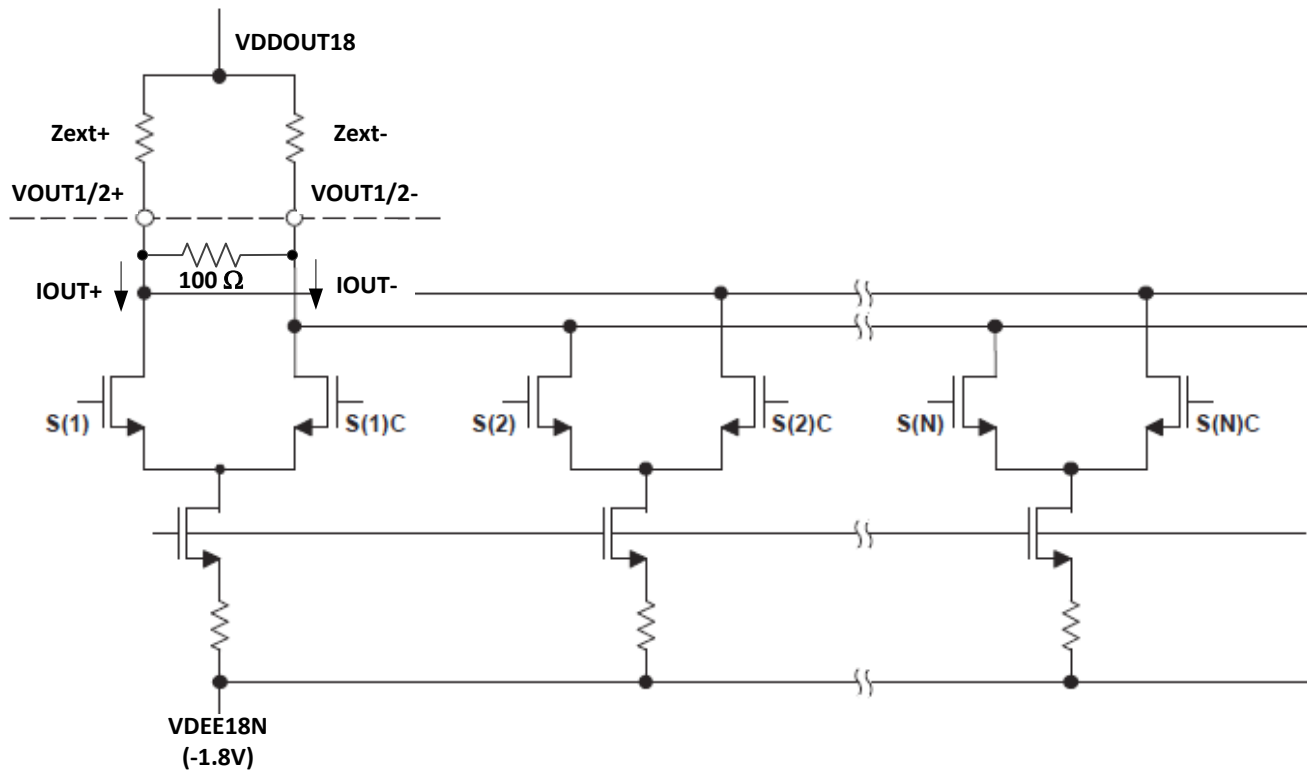 VDDOUT18
Zext+
Zext-
VOUT1/2+
VOUT1/2-
100 Ω
IOUT+
IOUT-
S(1)
S(1)C
S(2)
S(2)C
S(N)
S(N)C
VDEE18N
(-1.8V)